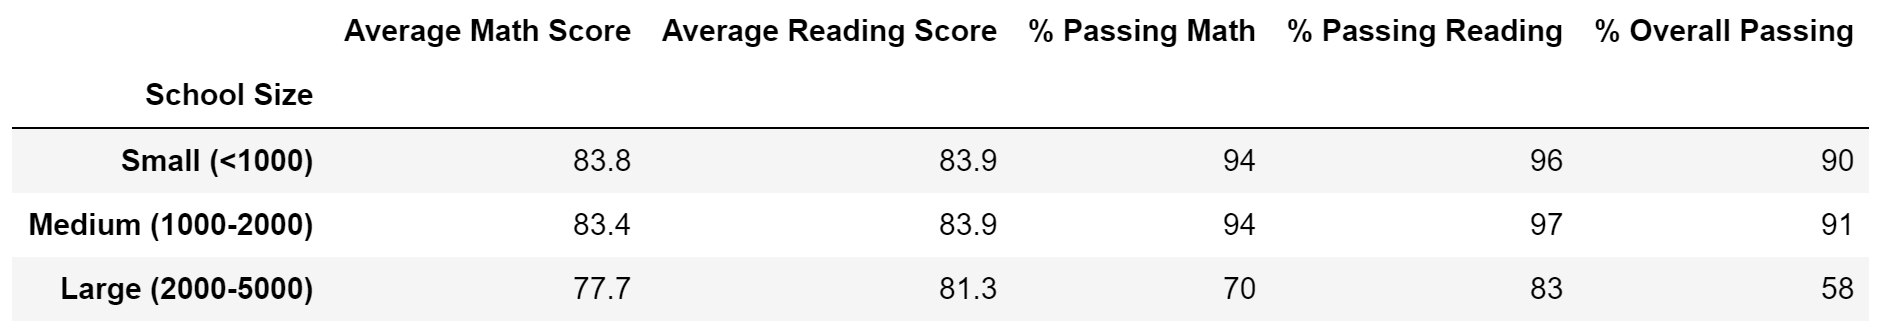 Average Math Score Average Reading Score % Passing Math % Passing Reading % Overall Passing
School Size
Small (<1000) 83.8 83.9 94 96 90
Medium (1000-2000) 83.4 83.9 94 97 91
Large (2000-5000) 77.7 81.3 70 83 58